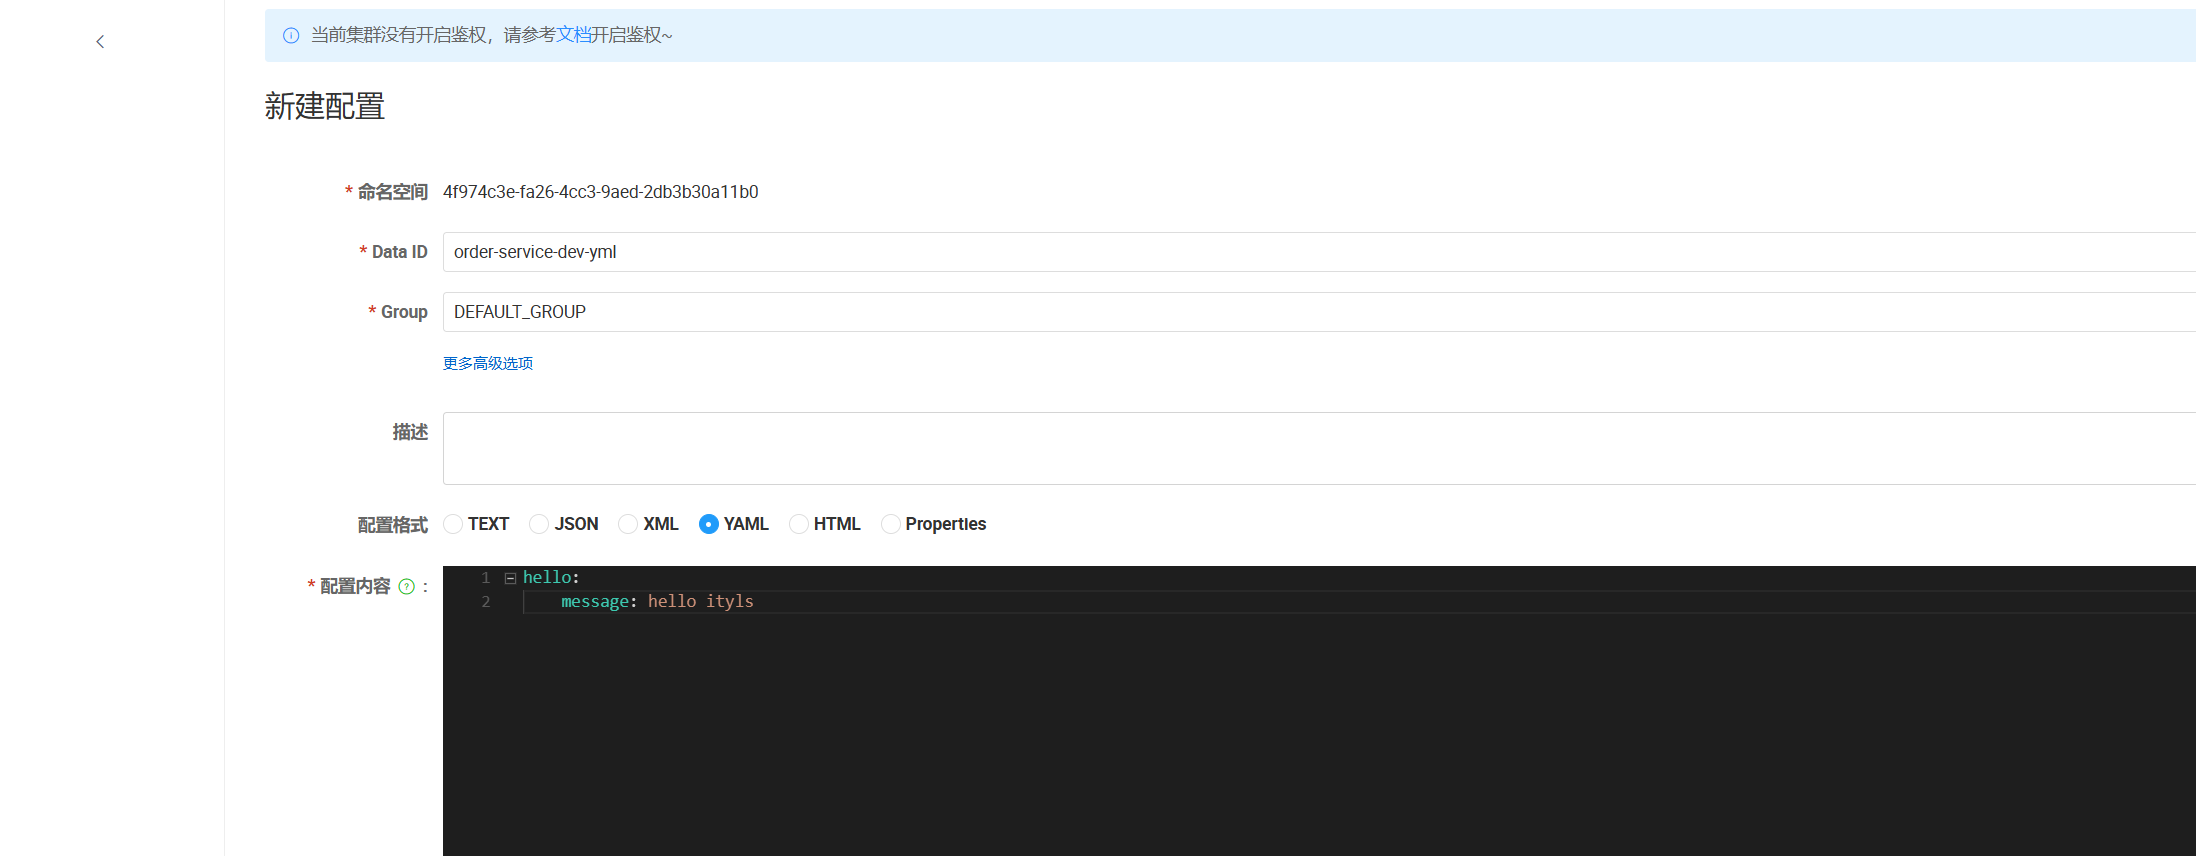 当前集群没有开启鉴权，请参考文档开启鉴权~
新建配置
* 命名空间 4f974c3e-fa26-4cc3-9aed-2db3b30a11b0
* Data ID order-service-dev-yml
* Group DEFAULT_GROUP
更多高级选项
描述
配置格式 TEXT JSON XML YAML HTML Properties
* 配置内容 ? :
1 hello:
2 message: hello ityls